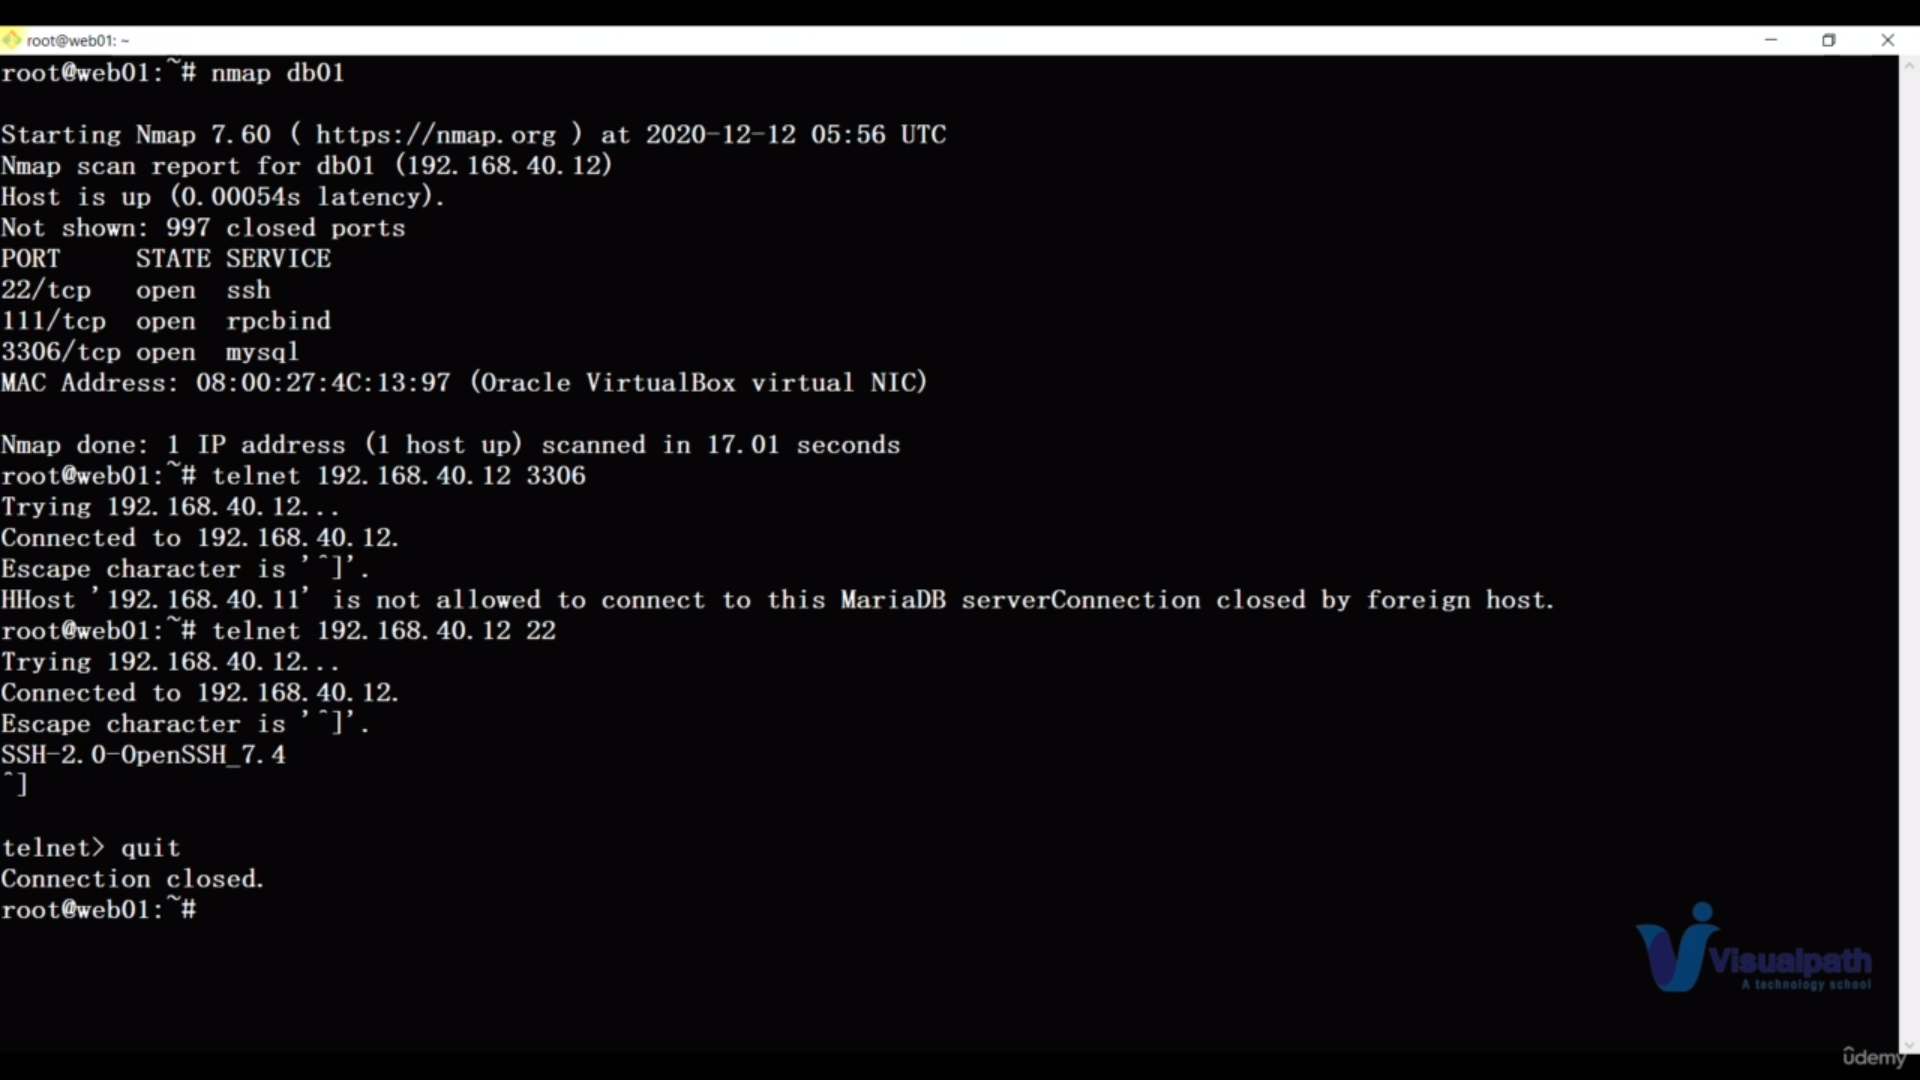 root@web01: ~
root@web01:~# nmap db01
Starting Nmap 7.60 ( https://nmap.org ) at 2020-12-12 05:56 UTC
Nmap scan report for db01 (192.168.40.12)
Host is up (0.00054s latency).
Not shown: 997 closed ports
PORT     STATE SERVICE
22/tcp   open  ssh
111/tcp  open  rpcbind
3306/tcp open  mysql
MAC Address: 08:00:27:4C:13:97 (Oracle VirtualBox virtual NIC)
Nmap done: 1 IP address (1 host up) scanned in 17.01 seconds
root@web01:~# telnet 192.168.40.12 3306
Trying 192.168.40.12...
Connected to 192.168.40.12.
Escape character is '^]'.
HHost '192.168.40.11' is not allowed to connect to this MariaDB serverConnection closed by foreign host.
root@web01:~# telnet 192.168.40.12 22
Trying 192.168.40.12...
Connected to 192.168.40.12.
Escape character is '^]'.
SSH-2.0-OpenSSH_7.4
^]
telnet> quit
Connection closed.
root@web01:~#
Visualpath
A technology school
udemy